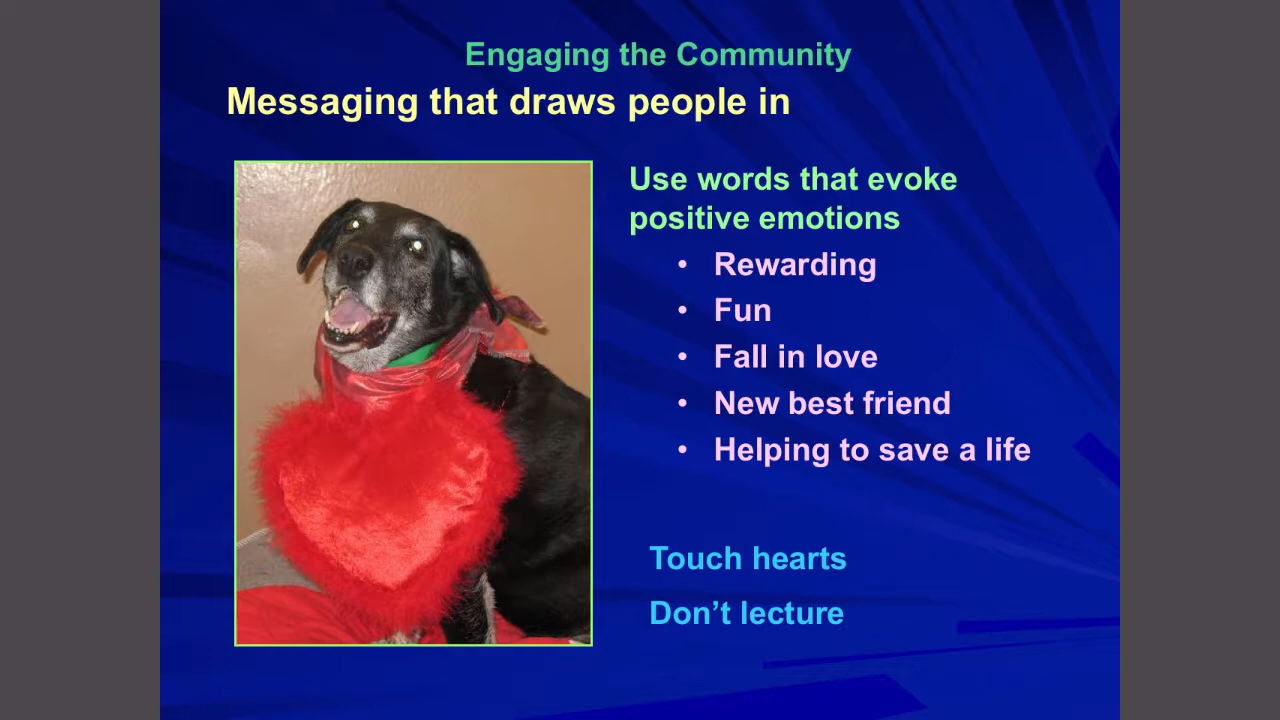 Engaging the Community
Messaging that draws people in
Use words that evoke
positive emotions
• Rewarding
• Fun
• Fall in love
• New best friend
• Helping to save a life
Touch hearts
Don’t lecture